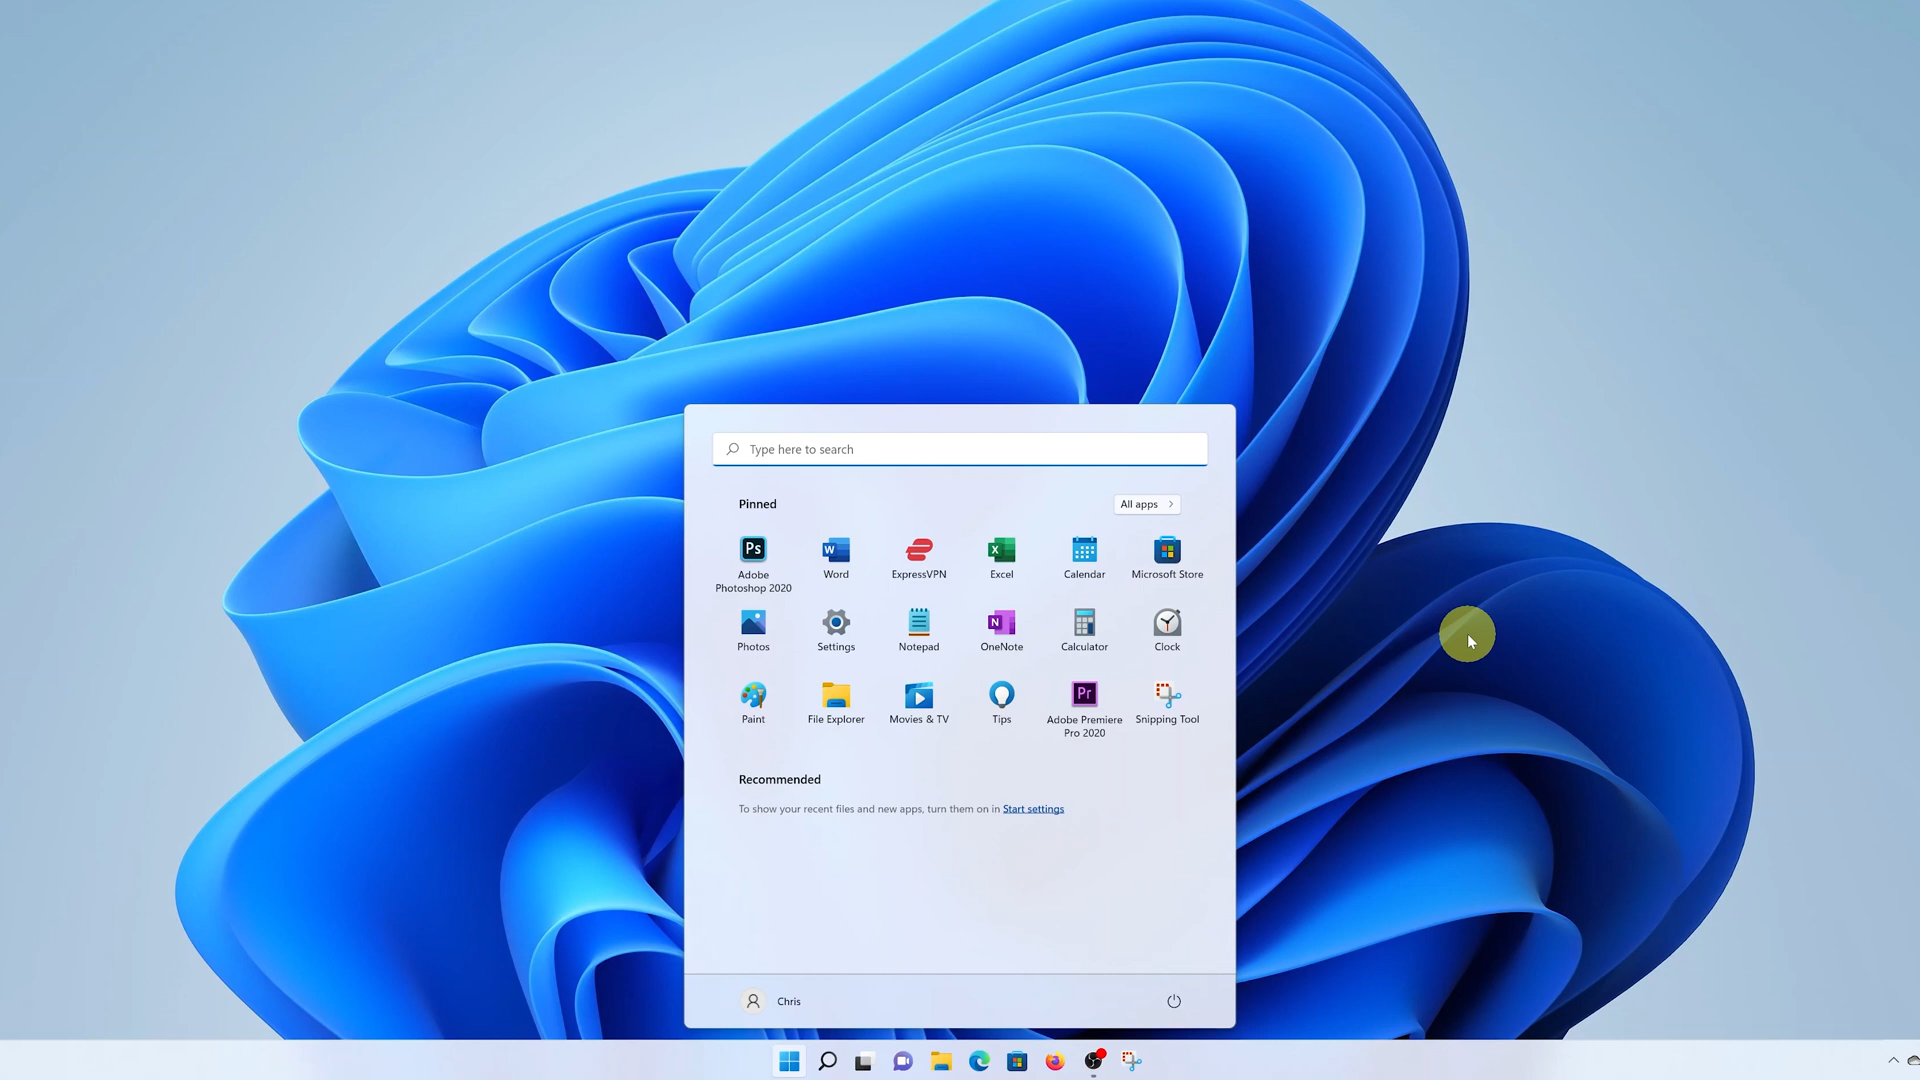 Type here to search
Pinned
All apps
Ps
W
X
Adobe
Photoshop 2020
Word
ExpressVPN
Excel
Calendar
Microsoft Store
N
Photos
Settings
Notepad
OneNote
Calculator
Clock
Pr
Paint
File Explorer
Movies & TV
Tips
Adobe Premiere
Pro 2020
Snipping Tool
Recommended
To show your recent files and new apps, turn them on in Start settings
Chris